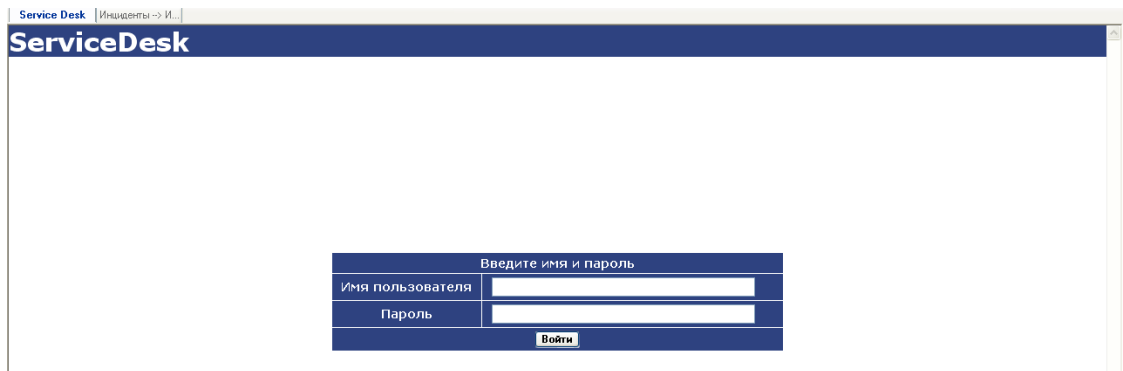 Service Desk Инциденты --> И...
ServiceDesk
Введите имя и пароль
Имя пользователя
Пароль
Войти